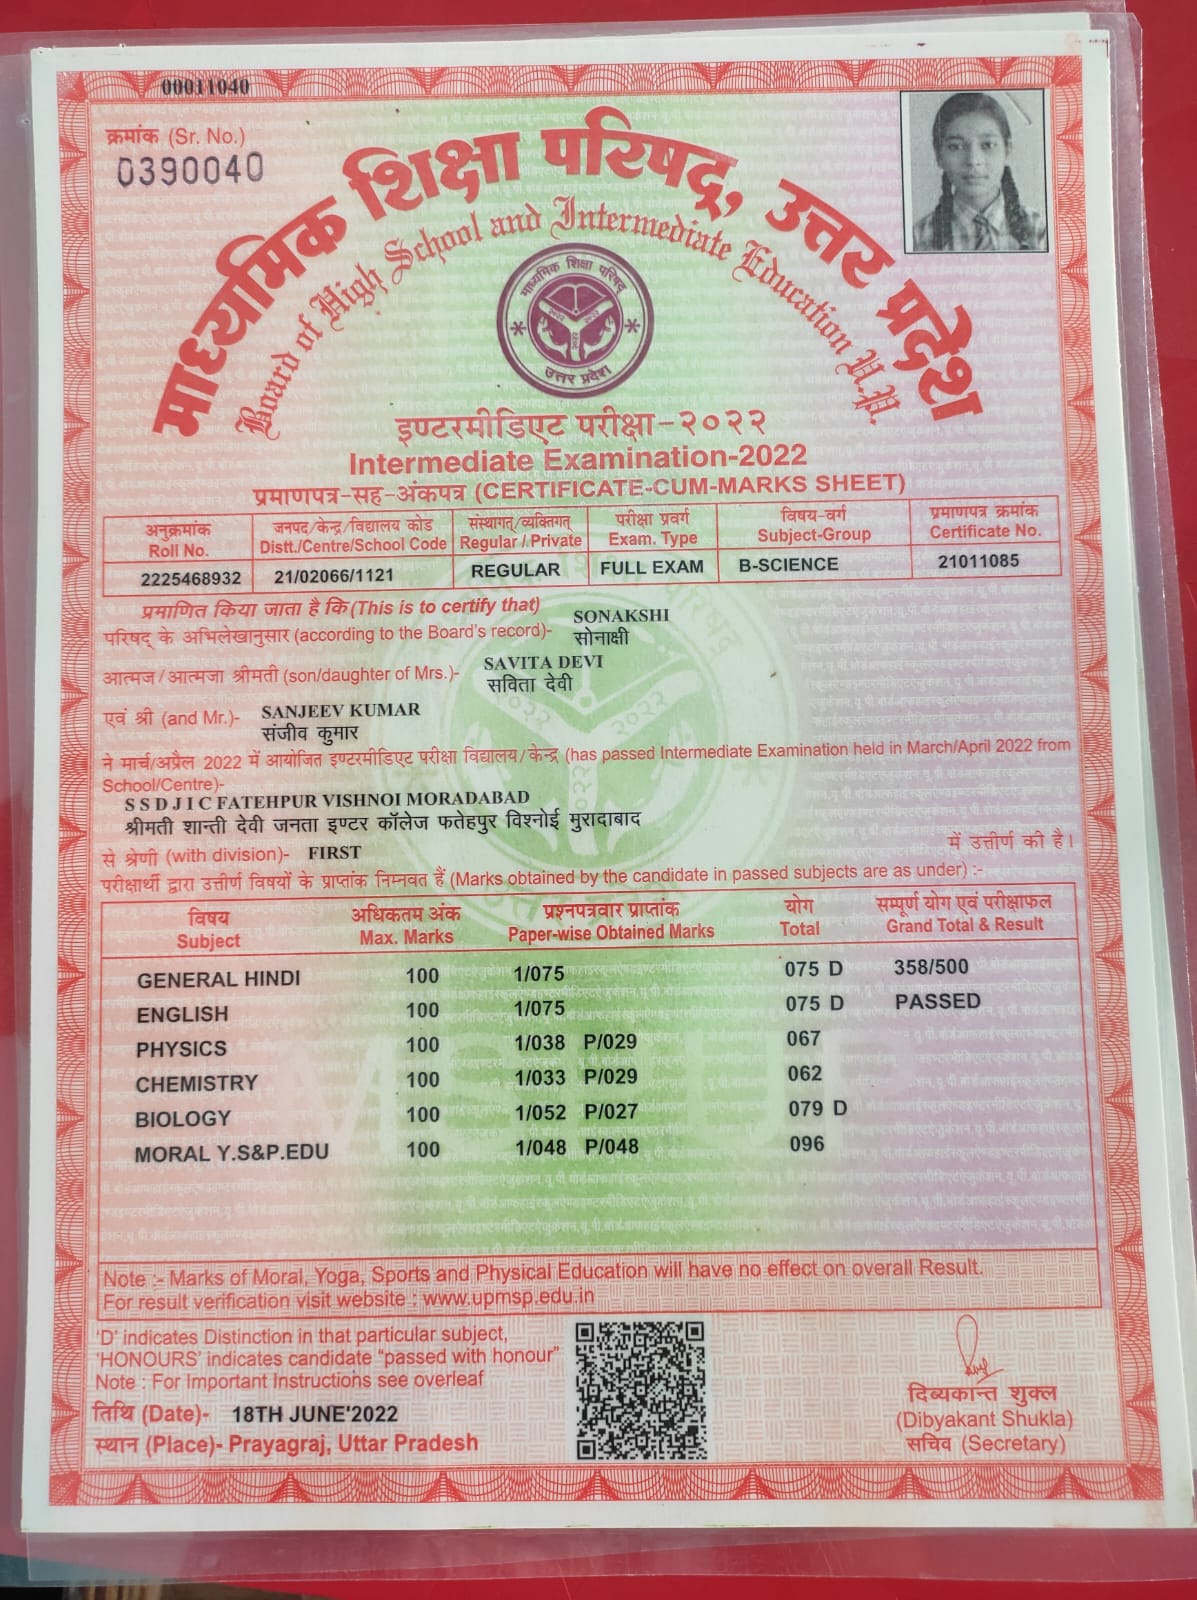 00011040
क्रमांक (Sr. No.)
0390040
माध्यमिक शिक्षा परिषद्, उत्तर प्रदेश
Board of High School and Intermediate Education U.P.
माध्यमिक शिक्षा परिषद्
२०२२ २०२२
२०२२
उत्तर प्रदेश
इण्टरमीडिएट परीक्षा-२०२२
Intermediate Examination-2022
प्रमाणपत्र-सह-अंकपत्र (CERTIFICATE-CUM-MARKS SHEET)
अनुक्रमांक जनपद/केन्द्र/विद्यालय कोड संस्थागत्/व्यक्तिगत् परीक्षा प्रवर्ग विषय-वर्ग प्रमाणपत्र क्रमांक
Roll No. Distt./Centre/School Code Regular / Private Exam. Type Subject-Group Certificate No.
2225468932 21/02066/1121 REGULAR FULL EXAM B-SCIENCE 21011085
प्रमाणित किया जाता है कि (This is to certify that) SONAKSHI
परिषद् के अभिलेखानुसार (according to the Board's record)- सोनाक्षी
SAVITA DEVI
आत्मज/आत्मजा श्रीमती (son/daughter of Mrs.)- सविता देवी
एवं श्री (and Mr.)- SANJEEV KUMAR
संजीव कुमार
ने मार्च/अप्रैल 2022 में आयोजित इण्टरमीडिएट परीक्षा विद्यालय/केन्द्र (has passed Intermediate Examination held in March/April 2022 from
School/Centre)-
S S D J I C FATEHPUR VISHNOI MORADABAD
श्रीमती शान्ती देवी जनता इण्टर कॉलेज फतेहपुर विश्नोई मुरादाबाद
से श्रेणी (with division)- FIRST में उत्तीर्ण की है।
परीक्षार्थी द्वारा उत्तीर्ण विषयों के प्राप्तांक निम्नवत हैं (Marks obtained by the candidate in passed subjects are as under) :-
विषय अधिकतम अंक प्रश्नपत्रवार प्राप्तांक योग सम्पूर्ण योग एवं परीक्षाफल
Subject Max. Marks Paper-wise Obtained Marks Total Grand Total & Result
GENERAL HINDI 100 1/075 075 D 358/500
ENGLISH 100 1/075 075 D PASSED
PHYSICS 100 1/038 P/029 067
CHEMISTRY 100 1/033 P/029 062
BIOLOGY 100 1/052 P/027 079 D
MORAL Y.S&P.EDU 100 1/048 P/048 096
Note :- Marks of Moral, Yoga, Sports and Physical Education will have no effect on overall Result.
For result verification visit website : www.upmsp.edu.in
'D' indicates Distinction in that particular subject,
'HONOURS' indicates candidate "passed with honour"
Note : For Important Instructions see overleaf
तिथि (Date)- 18TH JUNE'2022
स्थान (Place)- Prayagraj, Uttar Pradesh
दिब्यकान्त शुक्ल
(Dibyakant Shukla)
सचिव (Secretary)